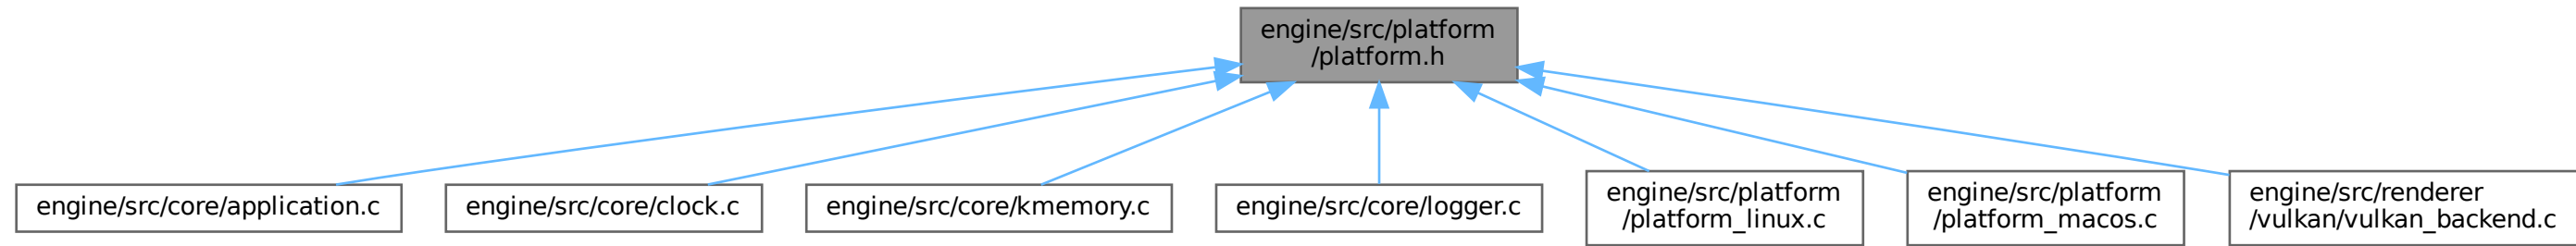 engine/src/platform
/platform.h
engine/src/core/application.c
engine/src/core/clock.c
engine/src/core/kmemory.c
engine/src/core/logger.c
engine/src/platform
/platform_linux.c
engine/src/platform
/platform_macos.c
engine/src/renderer
/vulkan/vulkan_backend.c